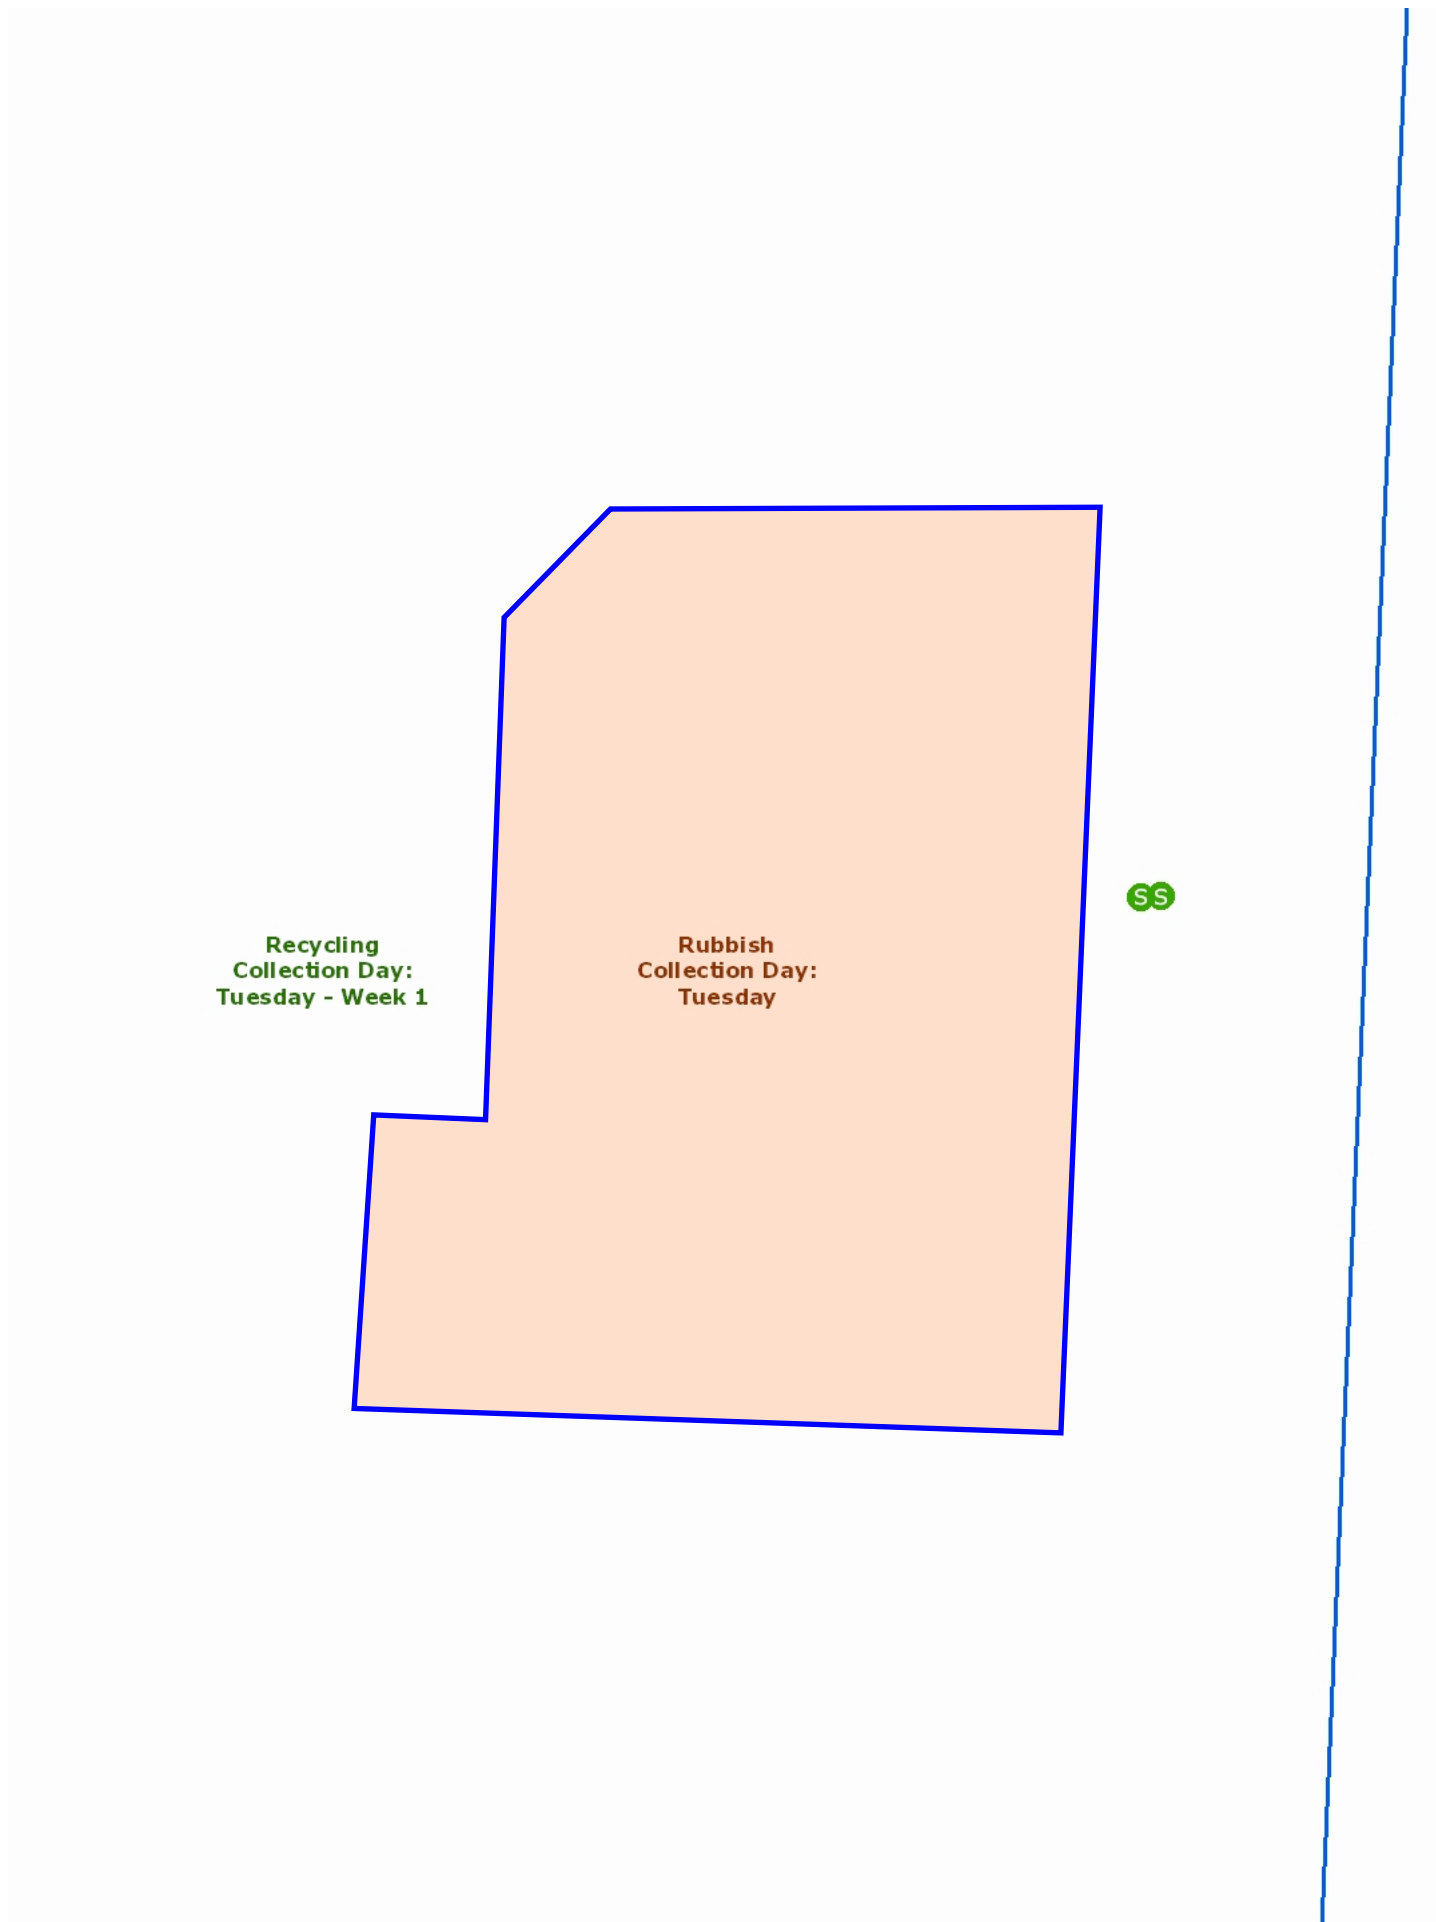 Recycling
Collection Day:
Tuesday - Week 1
Rubbish
Collection Day:
Tuesday
SS